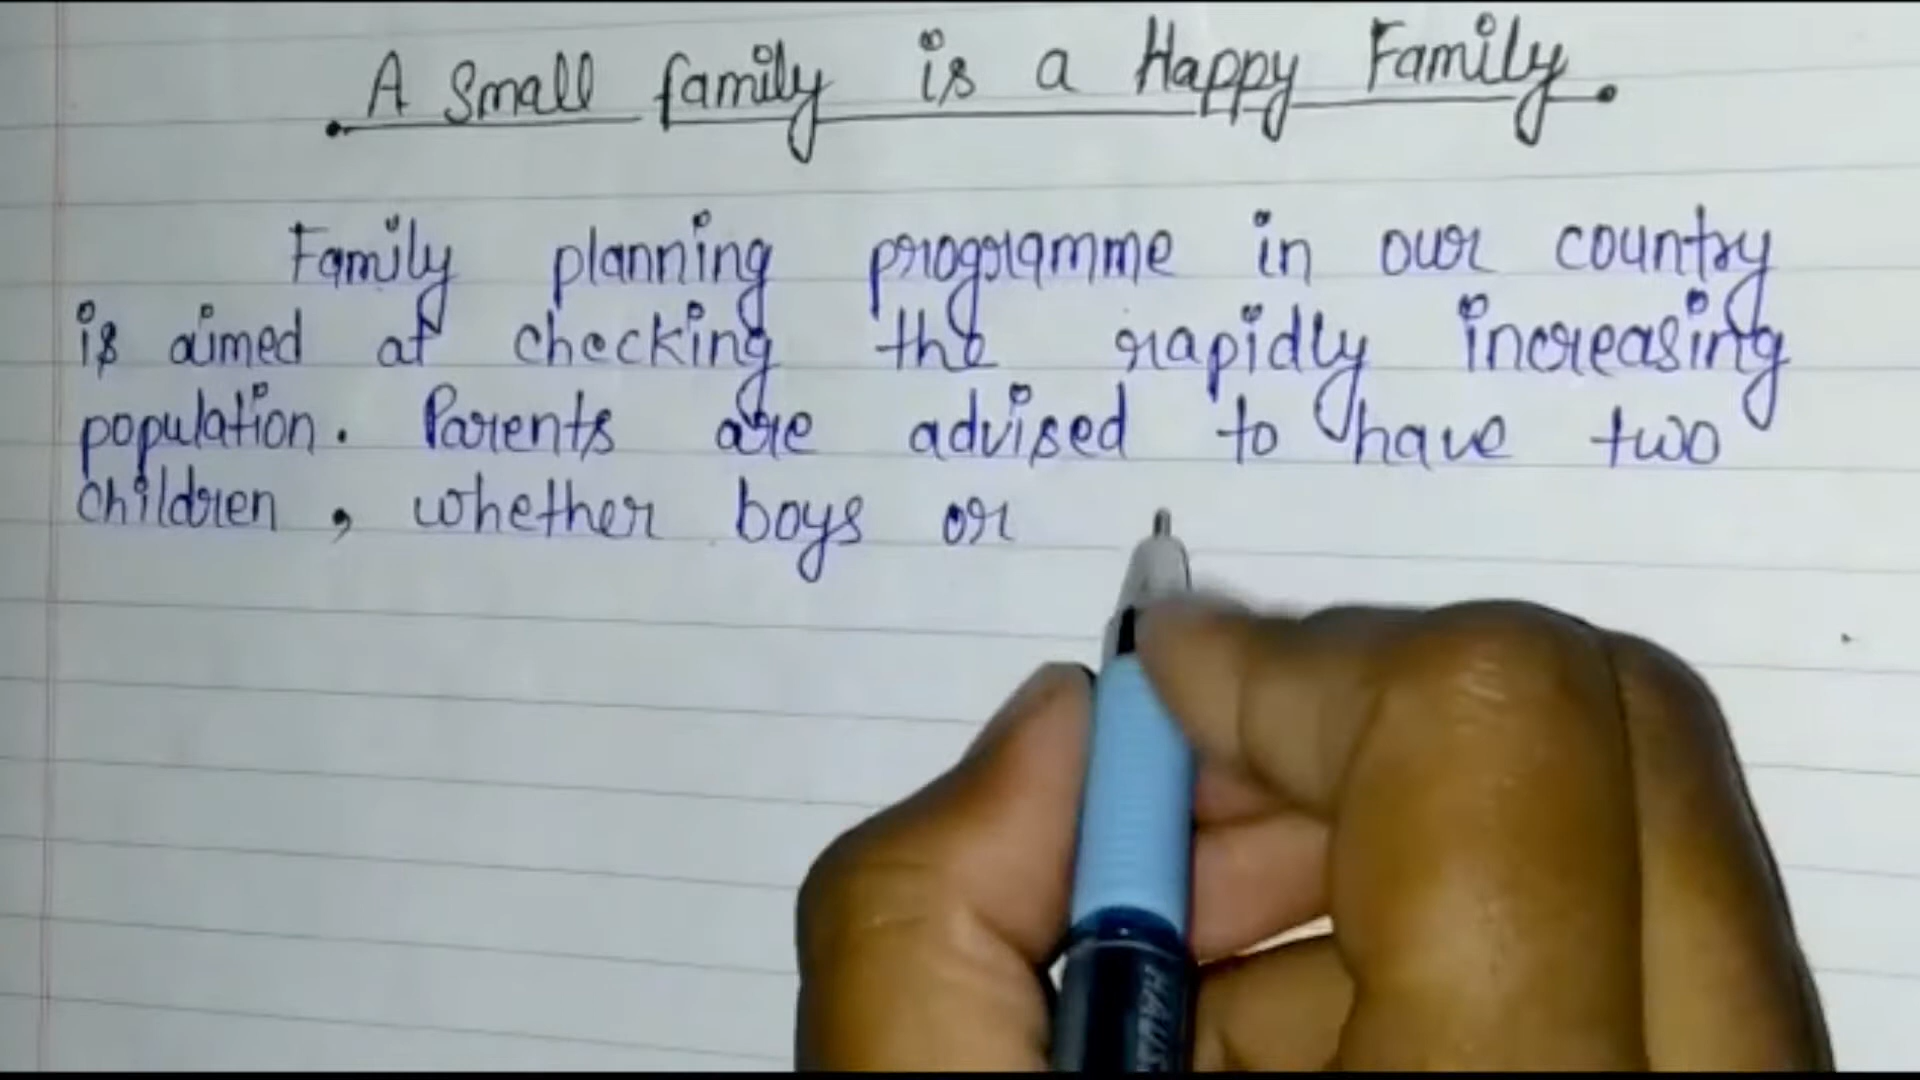 A Small family is a Happy Family.
Family planning programme in our country
is aimed at checking the rapidly increasing
population. Parents are advised to have two
children, whether boys or